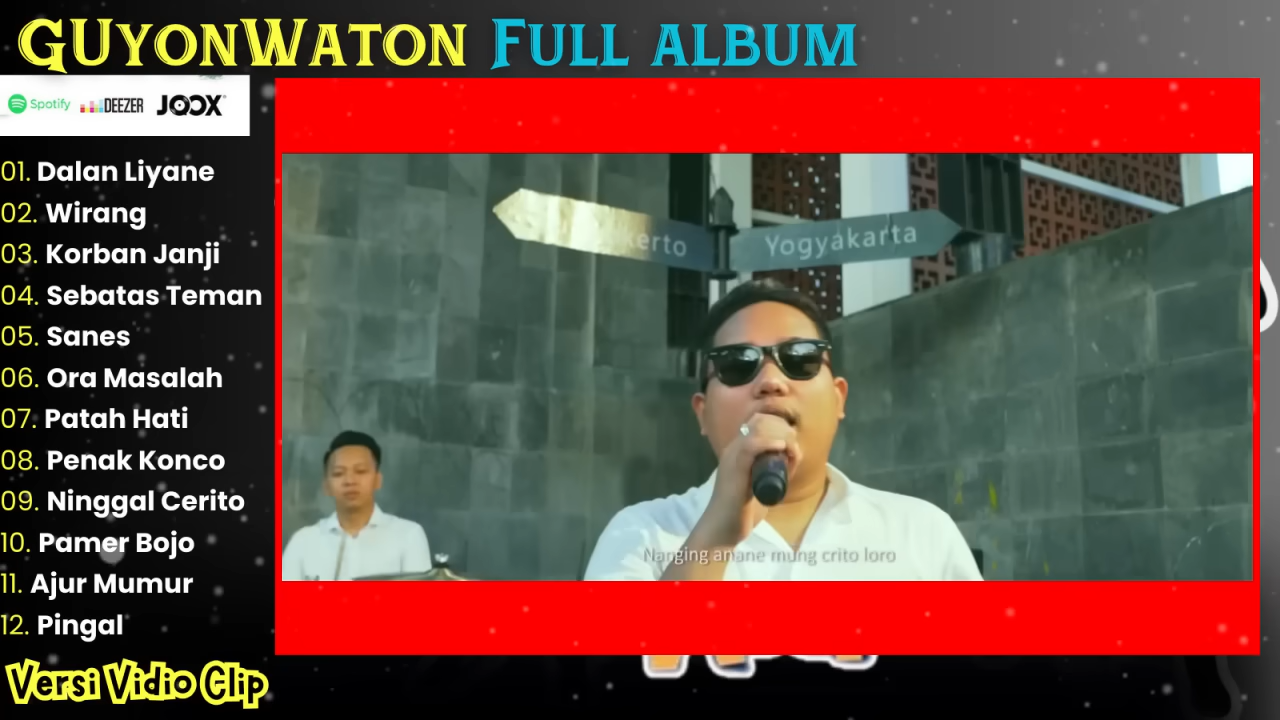 GUYONWATON FULL ALBUM
Spotify DEEZER JOOX
01. Dalan Liyane
02. Wirang
03. Korban Janji
04. Sebatas Teman
05. Sanes
06. Ora Masalah
07. Patah Hati
08. Penak Konco
09. Ninggal Cerito
10. Pamer Bojo
11. Ajur Mumur
12. Pingal
Versi Vidio Clip
Yogyakarta
Nanging anane mung crito loro